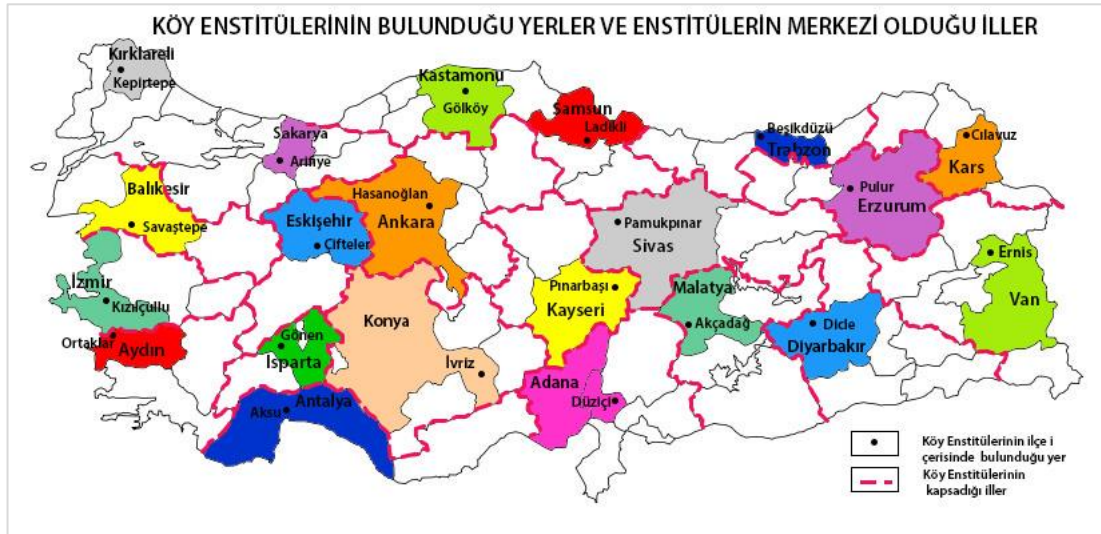 KÖY ENSTİTÜLERİNİN BULUNDUĞU YERLER VE ENSTİTÜLERİN MERKEZİ OLDUĞU İLLER
Kırklareli
Kepirtepe
Kastamonu
Gölköy
Samsun
Ladikli
Beşikdüzü
Trabzon
Cılavuz
Kars
Sakarya
Arifiye
Balıkesir
Savaştepe
Hasanoğlan
Ankara
Eskişehir
Çifteler
Pamukpınar
Sivas
Pulur
Erzurum
Ernis
Van
İzmir
Kızılçullu
Ortaklar
Aydın
Gönen
Isparta
Konya
İvriz
Pınarbaşı
Kayseri
Malatya
Akçadağ
Dicle
Diyarbakır
Adana
Düziçi
Antalya
Aksu
Köy Enstitülerinin ilçe i
çerisinde bulunduğu yer
Köy Enstitülerinin
kapsadığı iller